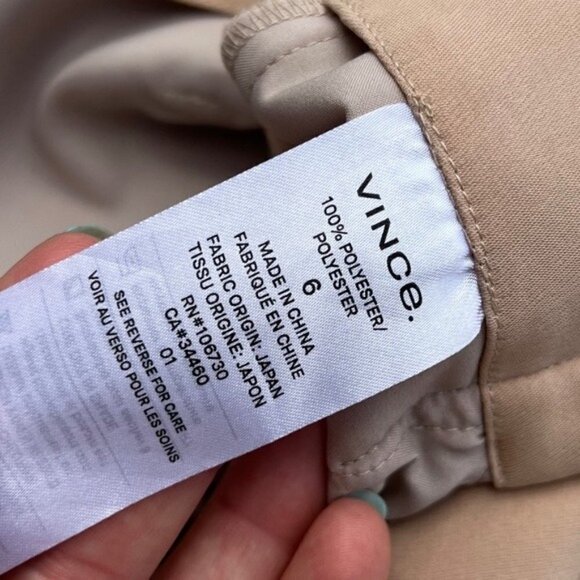 VINCE.
100% POLYESTER/
POLYESTER
6
MADE IN CHINA
FABRIQUÉ EN CHINE
FABRIC ORIGIN: JAPAN
TISSU ORIGINE: JAPON
RN#106730
CA#34460
01
SEE REVERSE FOR CARE
VOIR AU VERSO POUR LES SOINS